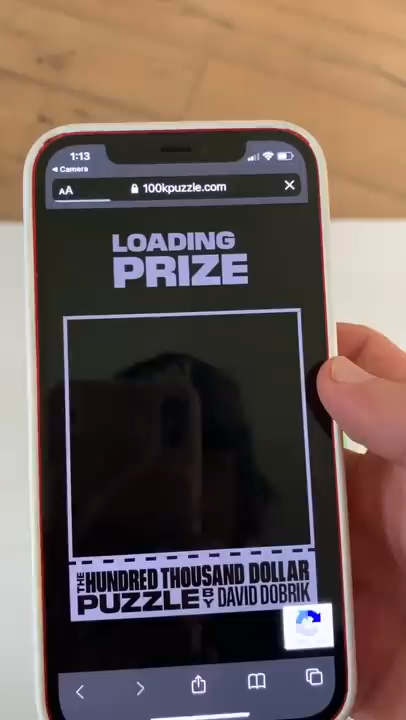 1:13
Camera
AA 100kpuzzle.com
LOADING
PRIZE
THE HUNDRED THOUSAND DOLLAR
PUZZLE BY DAVID DOBRIK